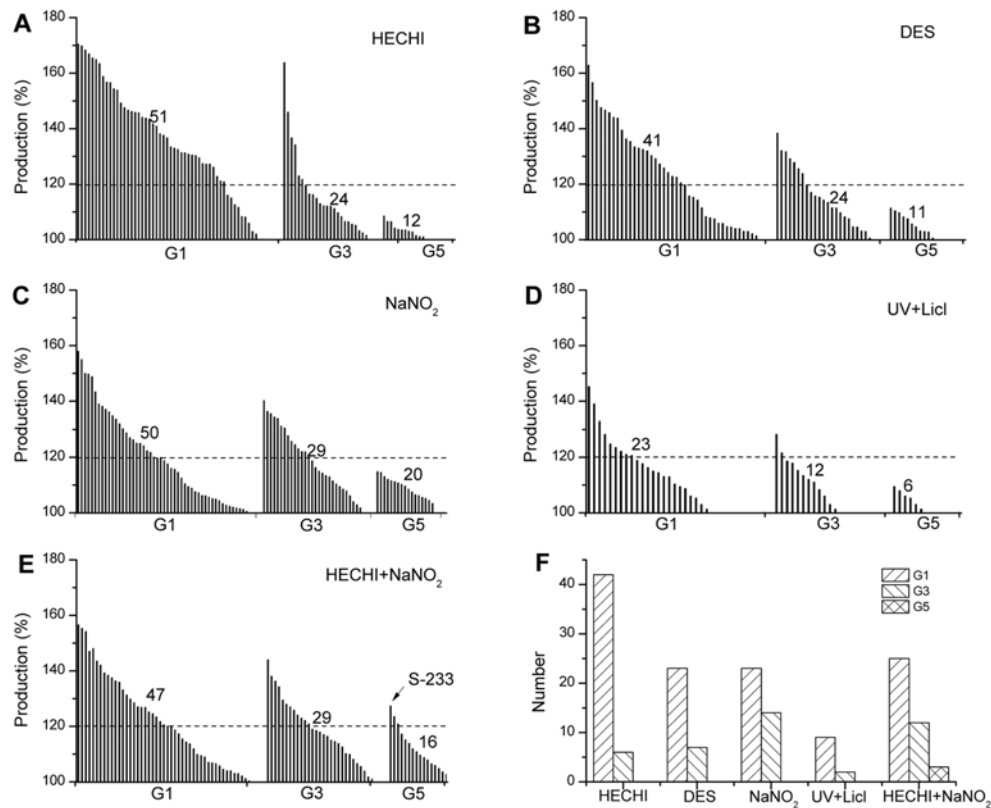 A
HECHI
Production (%)
180
160
140
120
100
51
24
12
G1
G3
G5
B
DES
Production (%)
180
160
140
120
100
41
24
11
G1
G3
G5
C
NaNO₂
Production (%)
180
160
140
120
100
50
29
20
G1
G3
G5
D
UV+Licl
Production (%)
180
160
140
120
100
23
12
6
G1
G3
G5
E
HECHI+NaNO₂
Production (%)
180
160
140
120
100
47
29
S-233
16
G1
G3
G5
F
G1
G3
G5
Number
40
30
20
10
0
HECHI
DES
NaNO₂
UV+Licl
HECHI+NaNO₂